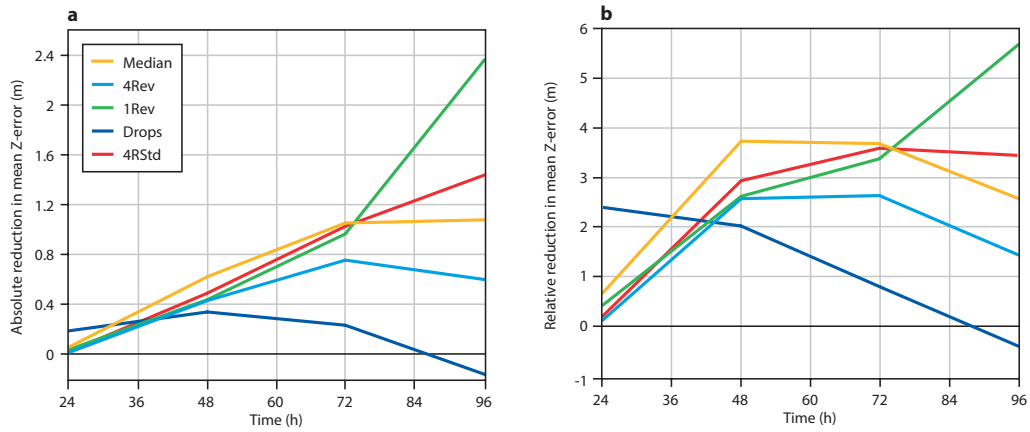 a
Absolute reduction in mean Z-error (m)
2.4
2
1.6
1.2
0.8
0.4
0
Median
4Rev
1Rev
Drops
4RStd
24 36 48 60 72 84 96
Time (h)
b
Relative reduction in mean Z-error (m)
6
5
4
3
2
1
0
-1
24 36 48 60 72 84 96
Time (h)